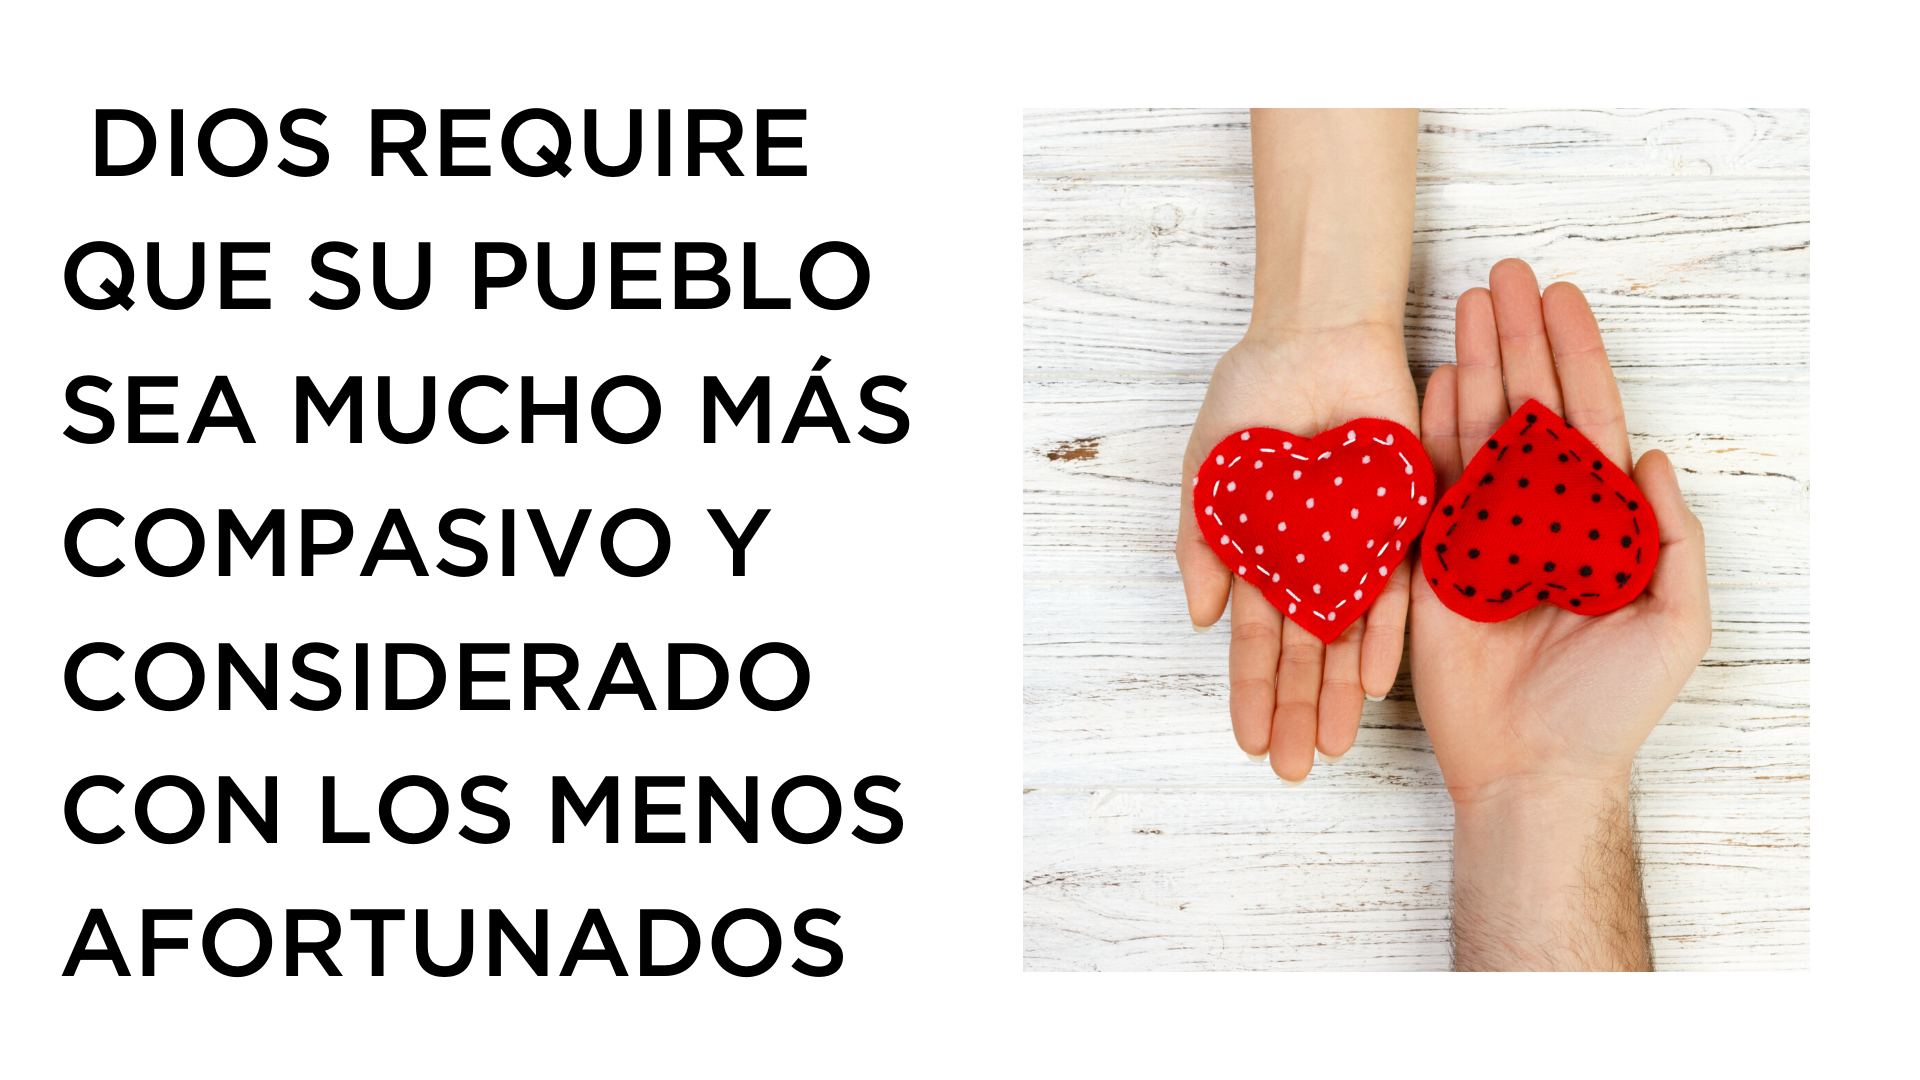 DIOS REQUIRE
QUE SU PUEBLO
SEA MUCHO MÁS
COMPASIVO Y
CONSIDERADO
CON LOS MENOS
AFORTUNADOS